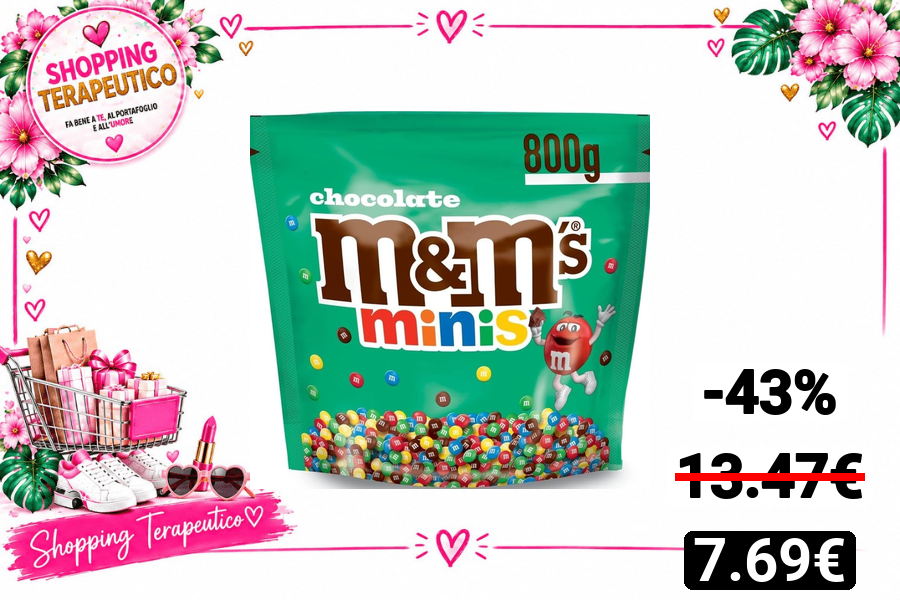 SHOPPING
TERAPEUTICO
FA BENE A TE, AL PORTAFOGLIO
E ALL'UMORE
800g
chocolate
m&m's®
minis
m
-43%
13.47€
7.69€
Shopping Terapeutico